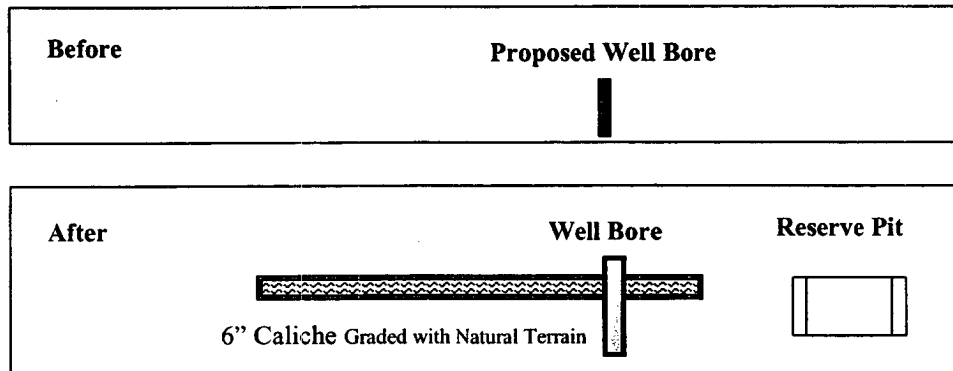 Before
Proposed Well Bore
After
Well Bore
Reserve Pit
6” Caliche Graded with Natural Terrain